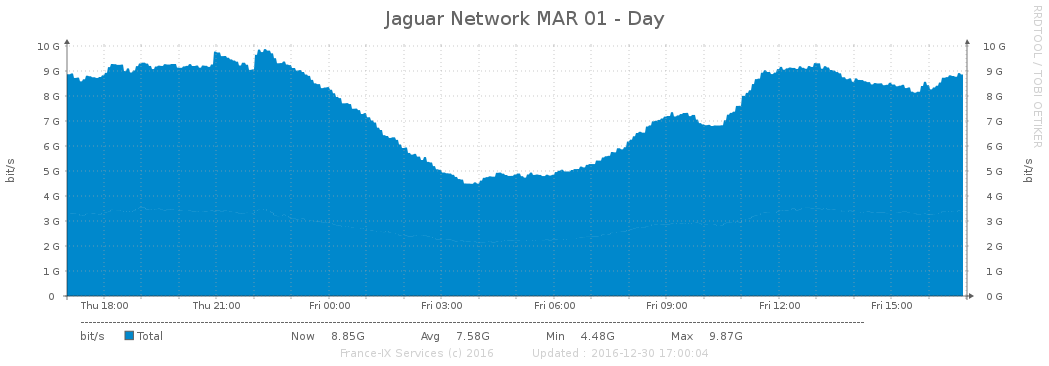 Jaguar Network MAR 01 - Day
RRDTOOL / TOBI OETIKER
bit/s
10 G
9 G
8 G
7 G
6 G
5 G
4 G
3 G
2 G
1 G
0
10 G
9 G
8 G
7 G
6 G
5 G
4 G
3 G
2 G
1 G
0 G
bit/s
Thu 18:00 Thu 21:00 Fri 00:00 Fri 03:00 Fri 06:00 Fri 09:00 Fri 12:00 Fri 15:00
bit/s Total Now 8.85G Avg 7.58G Min 4.48G Max 9.87G
France-IX Services (c) 2016 Updated : 2016-12-30 17:00:04